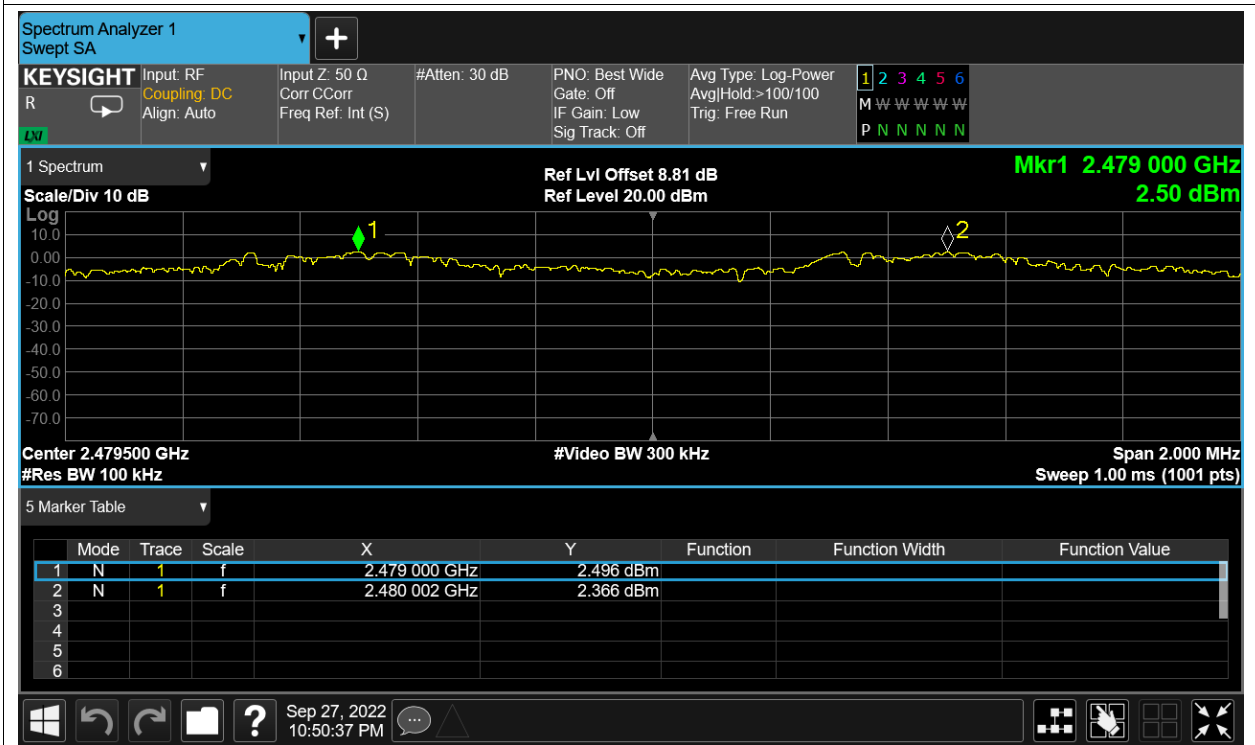 Spectrum Analyzer 1
Swept SA
+
KEYSIGHT Input: RF Input Z: 50 Ω #Atten: 30 dB PNO: Best Wide Avg Type: Log-Power 1 2 3 4 5 6
R Coupling: DC Corr CCorr Gate: Off Avg|Hold:>100/100 M W W W W W
Align: Auto Freq Ref: Int (S) IF Gain: Low Trig: Free Run
LXI Sig Track: Off P N N N N N
1 Spectrum Ref Lvl Offset 8.81 dB Mkr1 2.479 000 GHz
Scale/Div 10 dB Ref Level 20.00 dBm 2.50 dBm
Log
1 2
10.0
0.00
-10.0
-20.0
-30.0
-40.0
-50.0
-60.0
-70.0
Center 2.479500 GHz #Video BW 300 kHz Span 2.000 MHz
#Res BW 100 kHz Sweep 1.00 ms (1001 pts)
5 Marker Table
Mode Trace Scale X Y Function Function Width Function Value
1 N 1 f 2.479 000 GHz 2.496 dBm
2 N 1 f 2.480 002 GHz 2.366 dBm
3
4
5
6
? Sep 27, 2022
10:50:37 PM